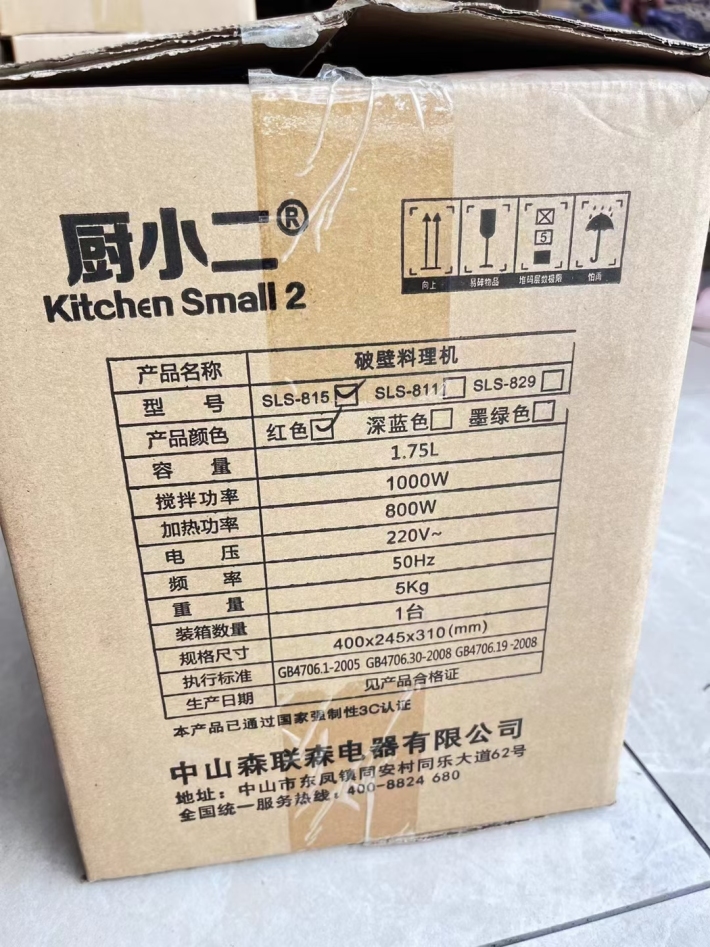 厨小二®
Kitchen Small 2
5
向上 易碎物品 堆码层数极限 怕雨
产品名称 破壁料理机
型 号 SLS-815 SLS-811 SLS-829
产品颜色 红色 深蓝色 墨绿色
容 量 1.75L
搅拌功率 1000W
加热功率 800W
电 压 220V~
频 率 50Hz
重 量 5Kg
装箱数量 1台
规格尺寸 400x245x310(mm)
执行标准 GB4706.1-2005 GB4706.30-2008 GB4706.19-2008
生产日期 见产品合格证
本产品已通过国家强制性3C认证
中山森联森电器有限公司
地址：中山市东凤镇同安村同乐大道62号
全国统一服务热线：400-8824 680